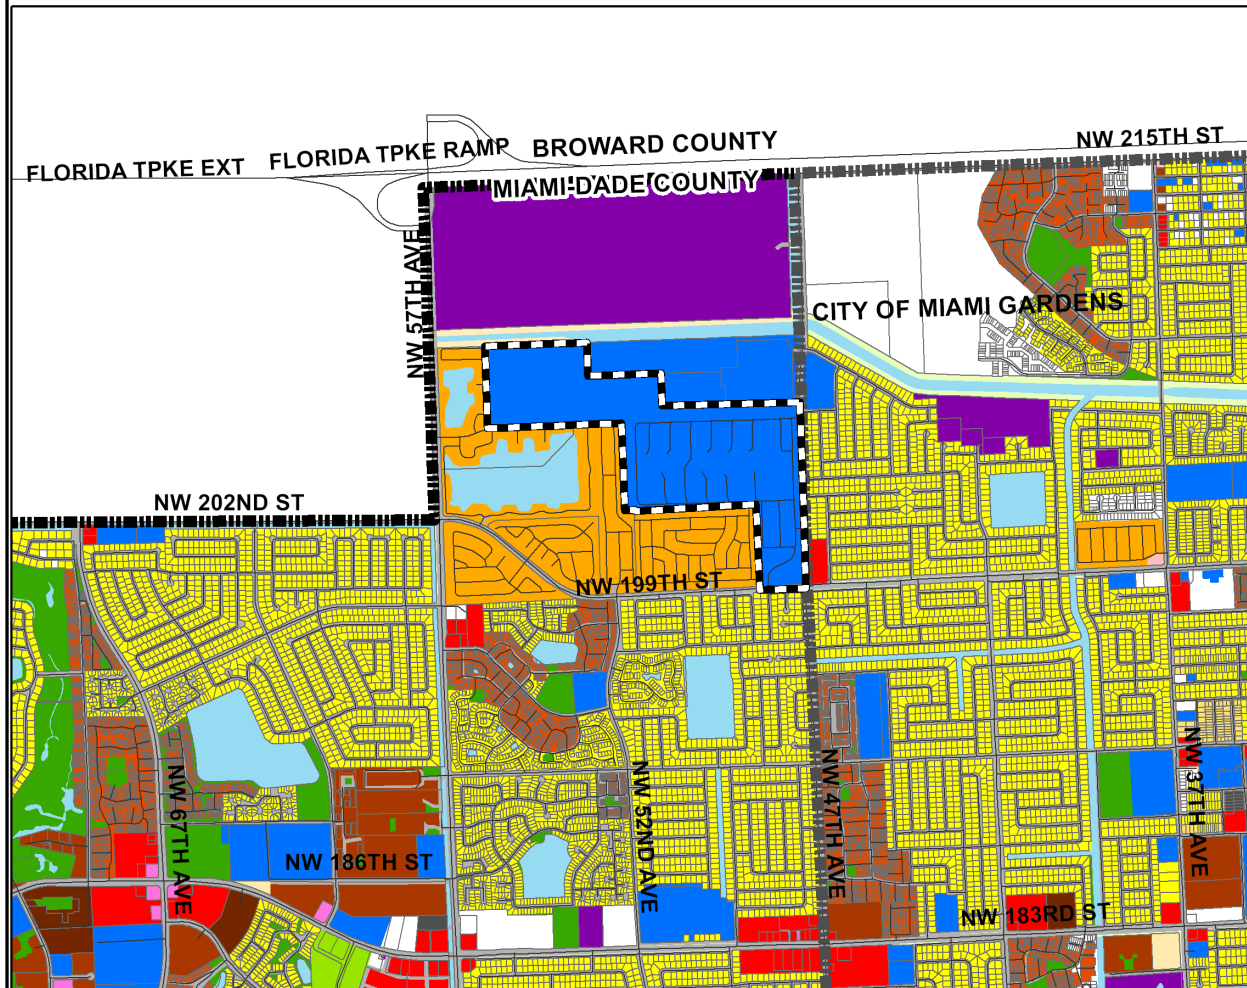 NW 215TH ST
BROWARD COUNTY
FLORIDA TPKE RAMP
FLORIDA TPKE EXT
MIAMI-DADE COUNTY
NW 57TH AVE
CITY OF MIAMI GARDENS
NW 202ND ST
NW 199TH ST
NW 67TH AVE
NW 52ND AVE
NW 47TH AVE
NW 37TH AVE
NW 186TH ST
NW 183RD ST